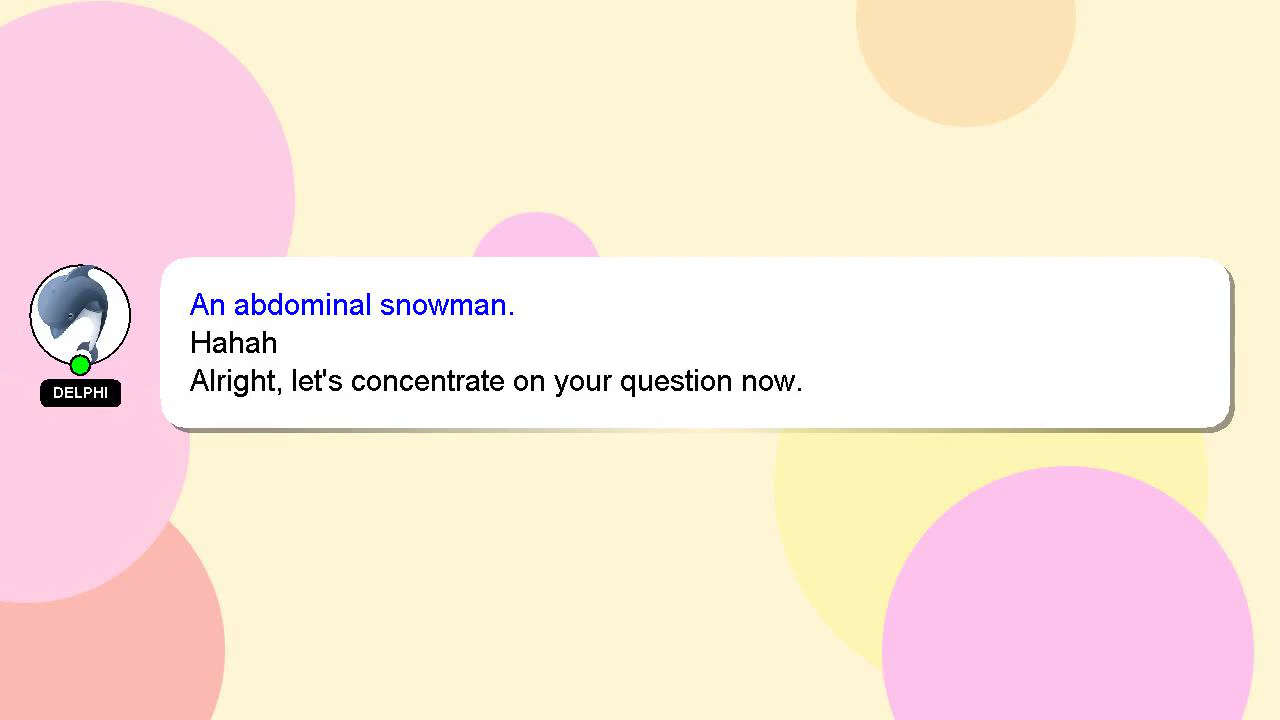 An abdominal snowman.
Hahah
Alright, let's concentrate on your question now.
DELPHI